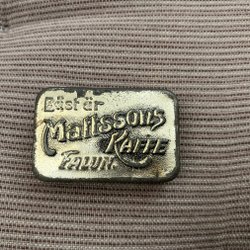 Bäst är
Mattssons
KAFFE
FALUN